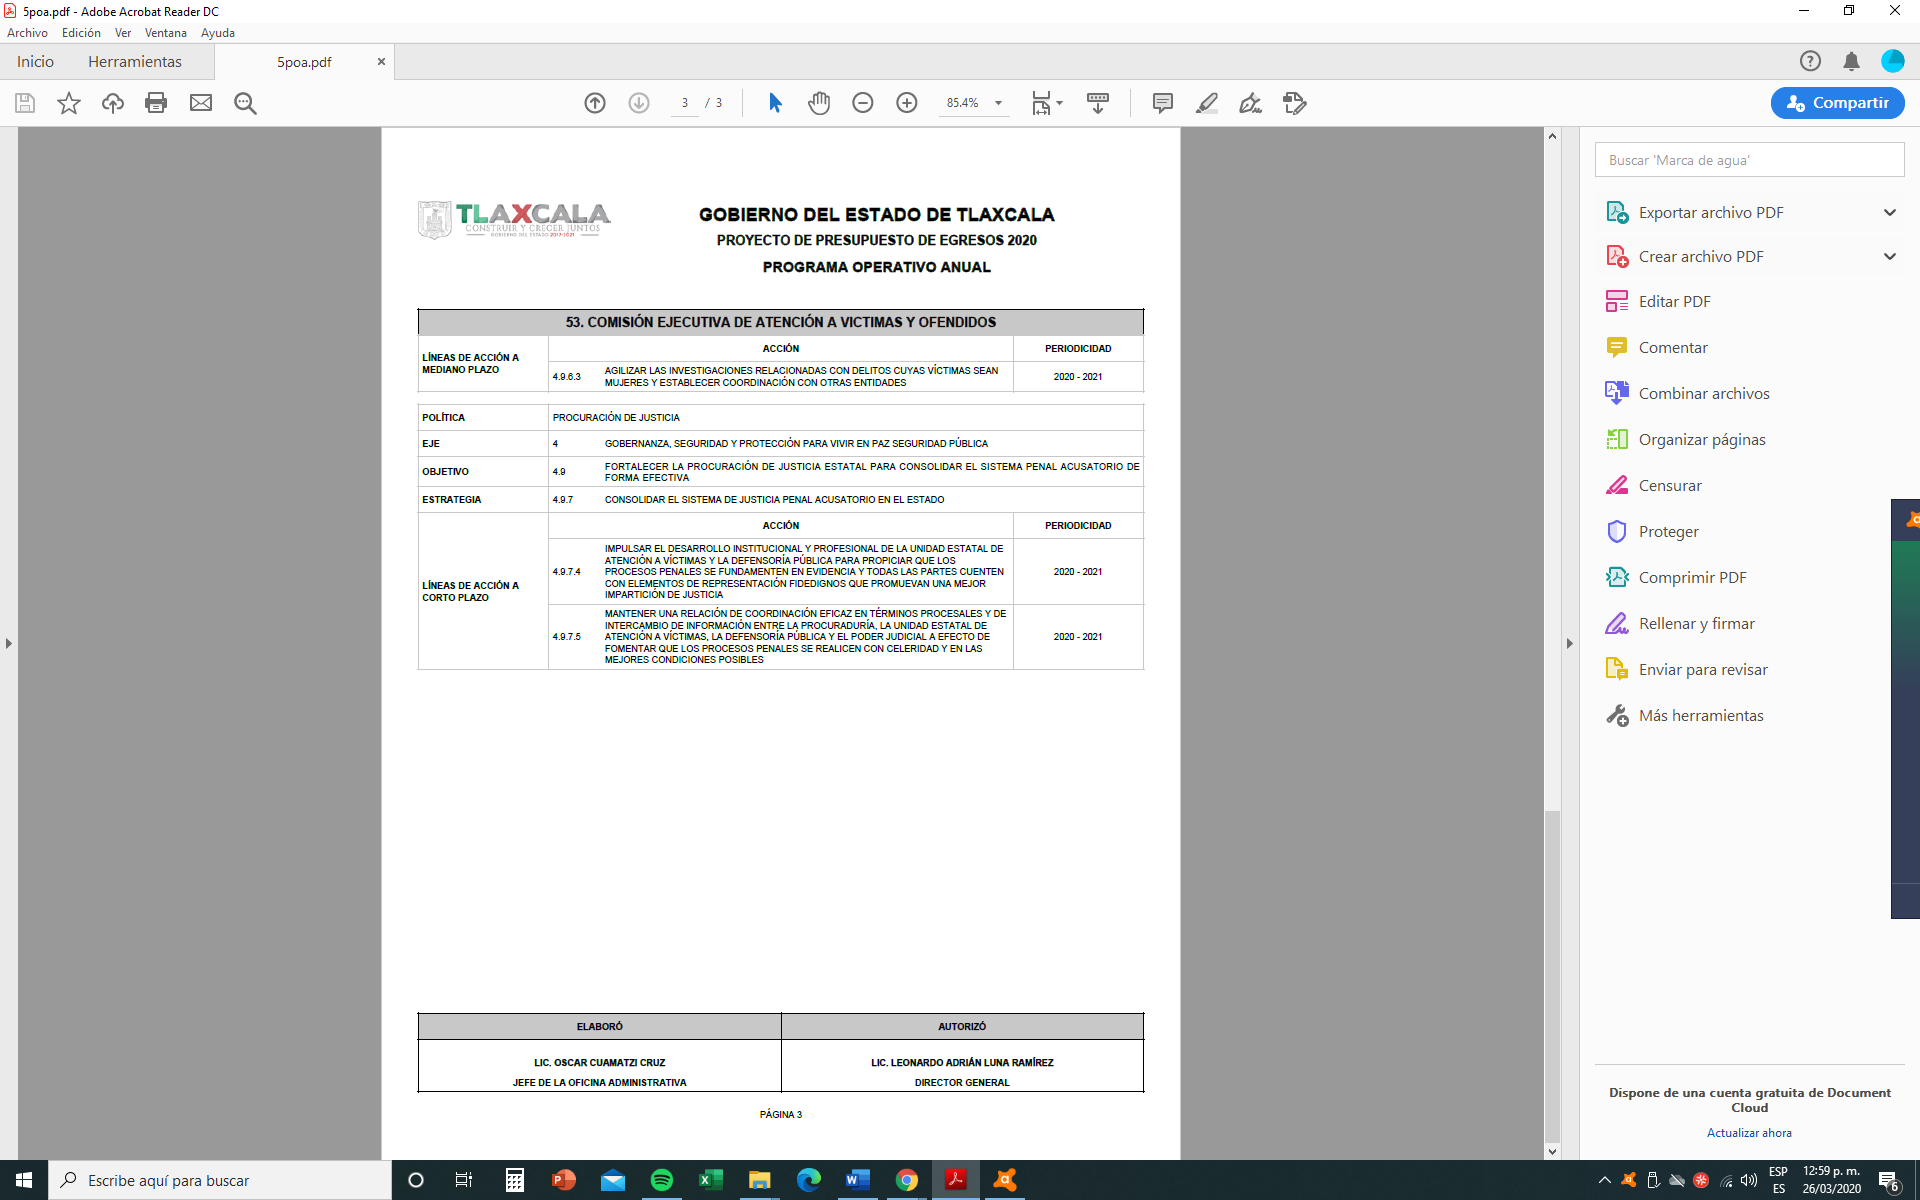 5poa.pdf - Adobe Acrobat Reader DC
Archivo Edición Ver Ventana Ayuda
Inicio Herramientas 5poa.pdf
3 / 3 85.4% Compartir
TLAXCALA
CONSTRUIR Y CRECER JUNTOS
GOBIERNO DEL ESTADO 2017-2021
GOBIERNO DEL ESTADO DE TLAXCALA
PROYECTO DE PRESUPUESTO DE EGRESOS 2020
PROGRAMA OPERATIVO ANUAL
53. COMISIÓN EJECUTIVA DE ATENCIÓN A VICTIMAS Y OFENDIDOS
LÍNEAS DE ACCIÓN A
MEDIANO PLAZO
ACCIÓN PERIODICIDAD
4.9.6.3 AGILIZAR LAS INVESTIGACIONES RELACIONADAS CON DELITOS CUYAS VÍCTIMAS SEAN
MUJERES Y ESTABLECER COORDINACIÓN CON OTRAS ENTIDADES
2020 - 2021
POLÍTICA PROCURACIÓN DE JUSTICIA
EJE 4 GOBERNANZA, SEGURIDAD Y PROTECCIÓN PARA VIVIR EN PAZ SEGURIDAD PÚBLICA
OBJETIVO 4.9 FORTALECER LA PROCURACIÓN DE JUSTICIA ESTATAL PARA CONSOLIDAR EL SISTEMA PENAL ACUSATORIO DE
FORMA EFECTIVA
ESTRATEGIA 4.9.7 CONSOLIDAR EL SISTEMA DE JUSTICIA PENAL ACUSATORIO EN EL ESTADO
LÍNEAS DE ACCIÓN A
CORTO PLAZO
ACCIÓN PERIODICIDAD
4.9.7.4 IMPULSAR EL DESARROLLO INSTITUCIONAL Y PROFESIONAL DE LA UNIDAD ESTATAL DE
ATENCIÓN A VÍCTIMAS Y LA DEFENSORÍA PÚBLICA PARA PROPICIAR QUE LOS
PROCESOS PENALES SE FUNDAMENTEN EN EVIDENCIA Y TODAS LAS PARTES CUENTEN
CON ELEMENTOS DE REPRESENTACIÓN FIDEDIGNOS QUE PROMUEVAN UNA MEJOR
IMPARTICIÓN DE JUSTICIA
2020 - 2021
4.9.7.5 MANTENER UNA RELACIÓN DE COORDINACIÓN EFICAZ EN TÉRMINOS PROCESALES Y DE
INTERCAMBIO DE INFORMACIÓN ENTRE LA PROCURADURÍA, LA UNIDAD ESTATAL DE
ATENCIÓN A VÍCTIMAS, LA DEFENSORÍA PÚBLICA Y EL PODER JUDICIAL A EFECTO DE
FOMENTAR QUE LOS PROCESOS PENALES SE REALICEN CON CELERIDAD Y EN LAS
MEJORES CONDICIONES POSIBLES
2020 - 2021
ELABORÓ AUTORIZÓ
LIC. OSCAR CUAMATZI CRUZ LIC. LEONARDO ADRIÁN LUNA RAMÍREZ
JEFE DE LA OFICINA ADMINISTRATIVA DIRECTOR GENERAL
PÁGINA 3
Buscar 'Marca de agua'
Exportar archivo PDF
Crear archivo PDF
Editar PDF
Comentar
Combinar archivos
Organizar páginas
Censurar
Proteger
Comprimir PDF
Rellenar y firmar
Enviar para revisar
Más herramientas
Dispone de una cuenta gratuita de Document
Cloud
Actualizar ahora
Escribe aquí para buscar
ESP
ES
12:59 p. m.
26/03/2020
6